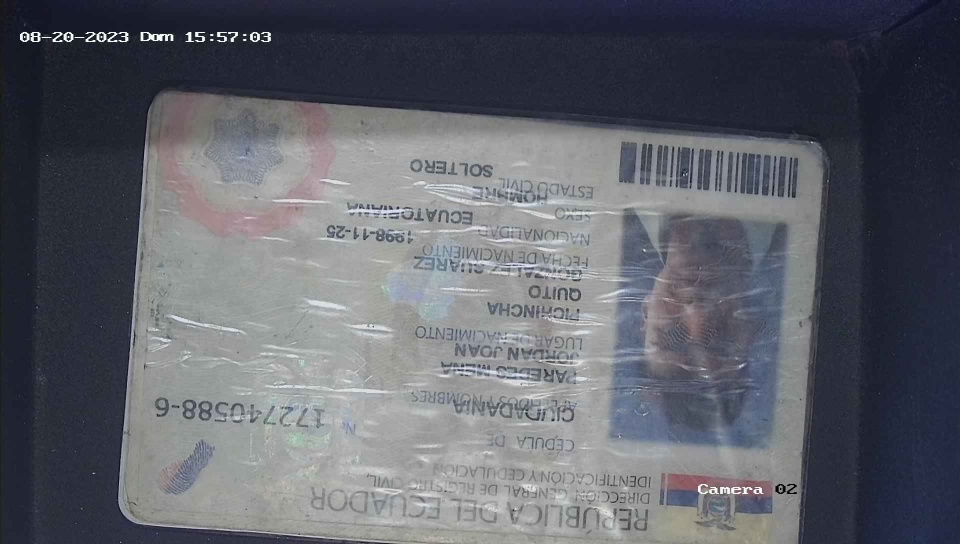 08-20-2023 Dom 15:57:03
REPÚBLICA DEL ECUADOR
DIRECCIÓN GENERAL DE REGISTRO CIVIL,
IDENTIFICACIÓN Y CEDULACIÓN
CÉDULA DE
CIUDADANÍA
N.
172740588-6
APELLIDOS Y NOMBRES
PAREDES MENA
JORDAN JOAN
LUGAR DE NACIMIENTO
PICHINCHA
QUITO
GONZALEZ SUAREZ
FECHA DE NACIMIENTO
1998-11-25
NACIONALIDAD
ECUATORIANA
SEXO
HOMBRE
ESTADO CIVIL
SOLTERO
Camera 02